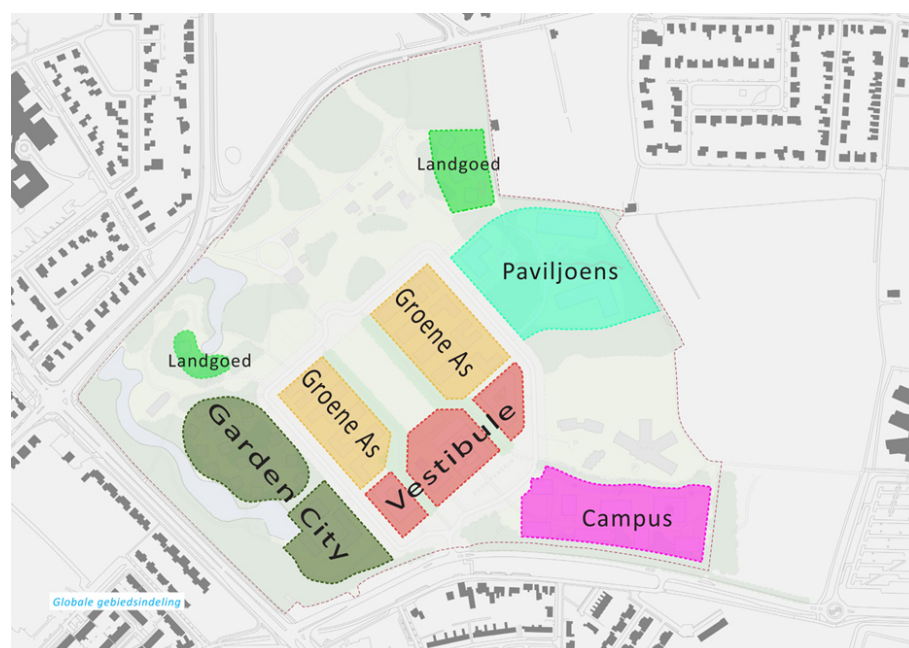 Landgoed
Paviljoens
Groene As
Landgoed
Groene As
Vestibule
Garden City
Campus
Globale gebiedsindeling